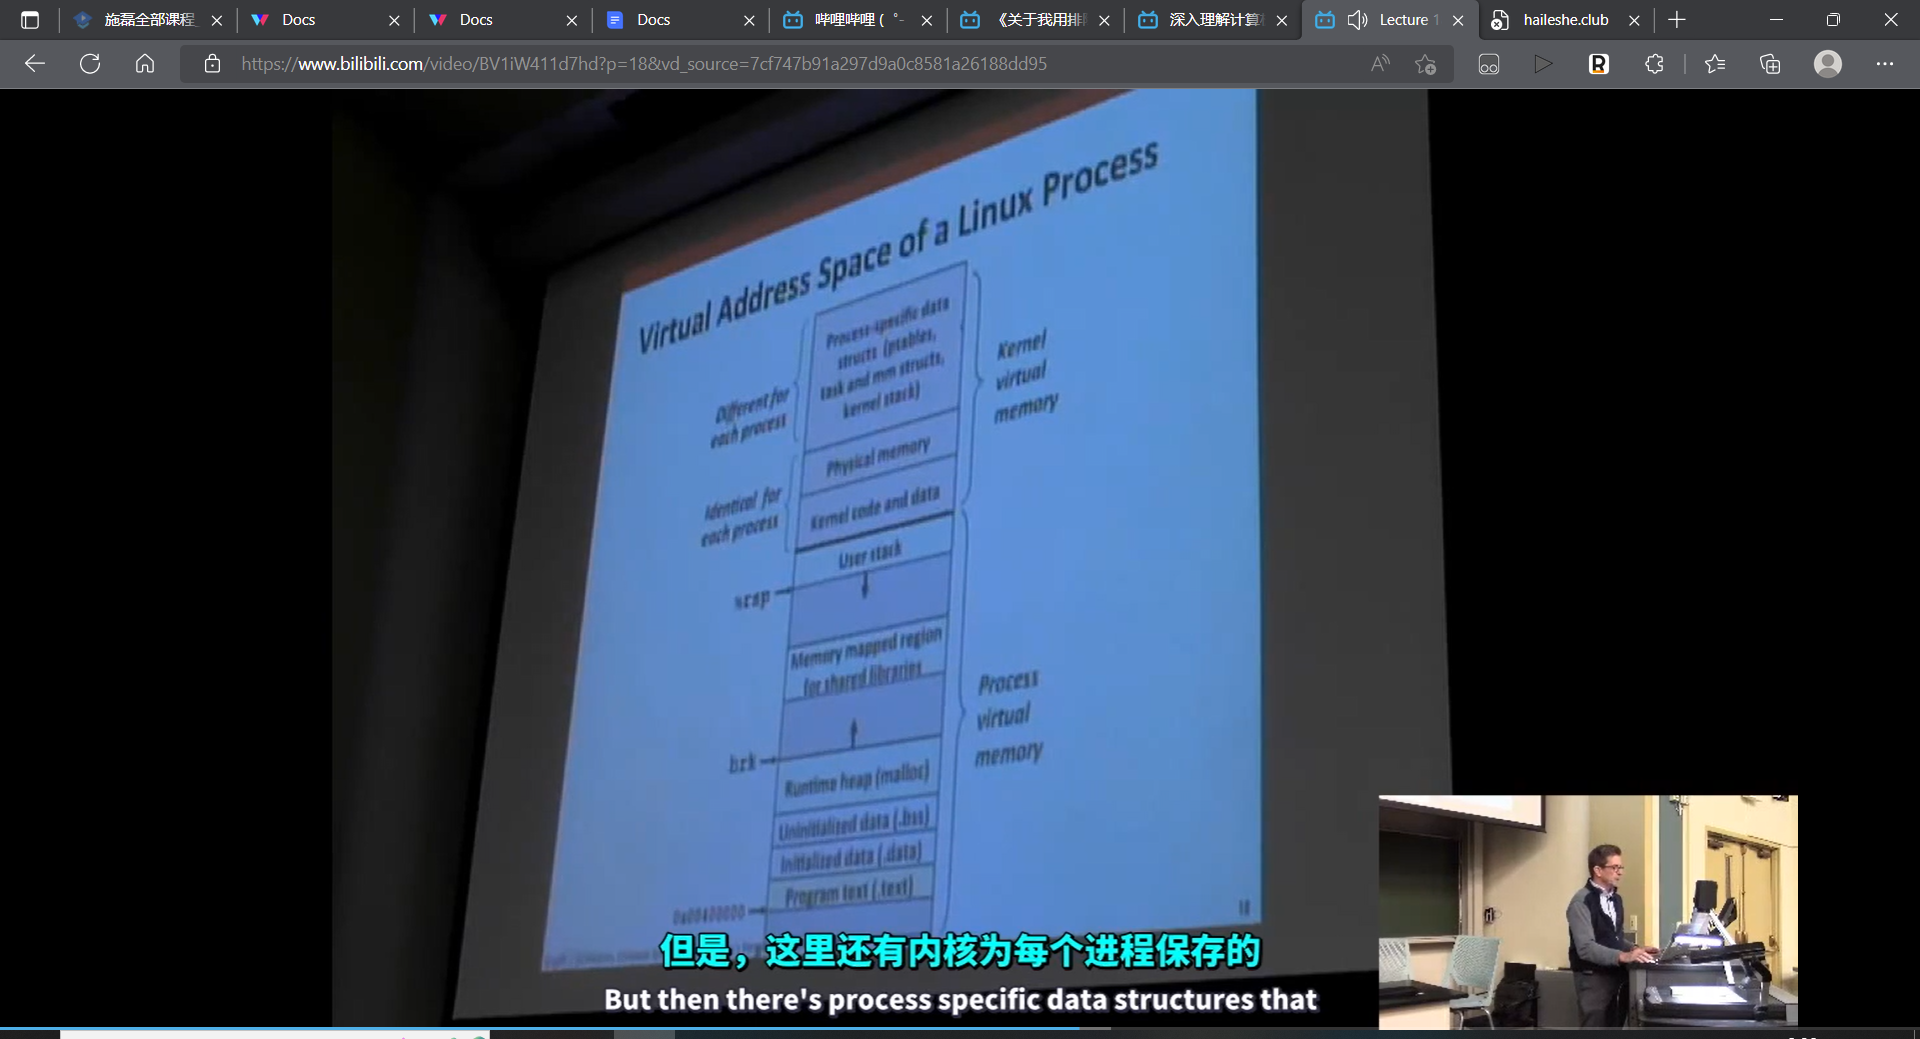 施磊全部课程_
Docs
Docs
Docs
哔哩哔哩 ( ゜-
《关于我用排
深入理解计算
Lecture 1
haileshe.club
https://www.bilibili.com/video/BV1iW411d7hd?p=18&vd_source=7cf747b91a297d9a0c8581a26188dd95
Virtual Address Space of a Linux Process
Process-specific data
structs (ptables,
task and mm structs,
kernel stack)
Different for
each process
Kernel
virtual
memory
Physical memory
Identical for
each process
Kernel code and data
User stack
%rsp
Memory mapped region
for shared libraries
Process
virtual
memory
brk
Runtime heap (malloc)
Uninitialized data (.bss)
Initialized data (.data)
Program text (.text)
0x00400000
18
但是，这里还有内核为每个进程保存的
But then there's process specific data structures that